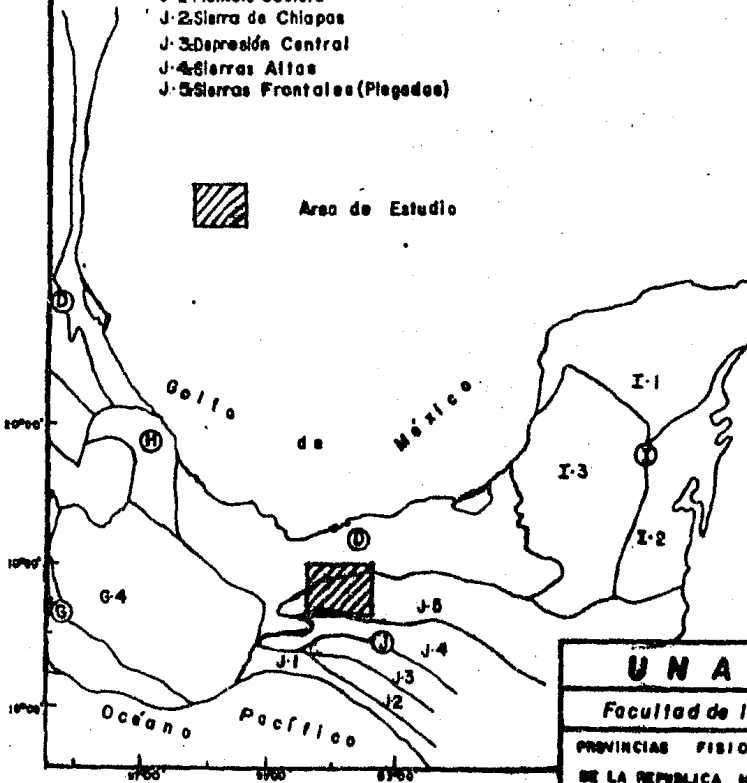 J·2.Sierra de Chiapas
J·3.Depresión Central
J·4.Sierras Altas
J·5.Sierras Frontales (Plegadas)
Area de Estudio
D
Golfo de México
I·1
H
I
I·3
D
I·2
G
G·4
J·5
J
J·4
J·1
J·3
J·2
Océano Pacífico
U N A
Facultad de I
PROVINCIAS FISIO
DE LA REPUBLICA M